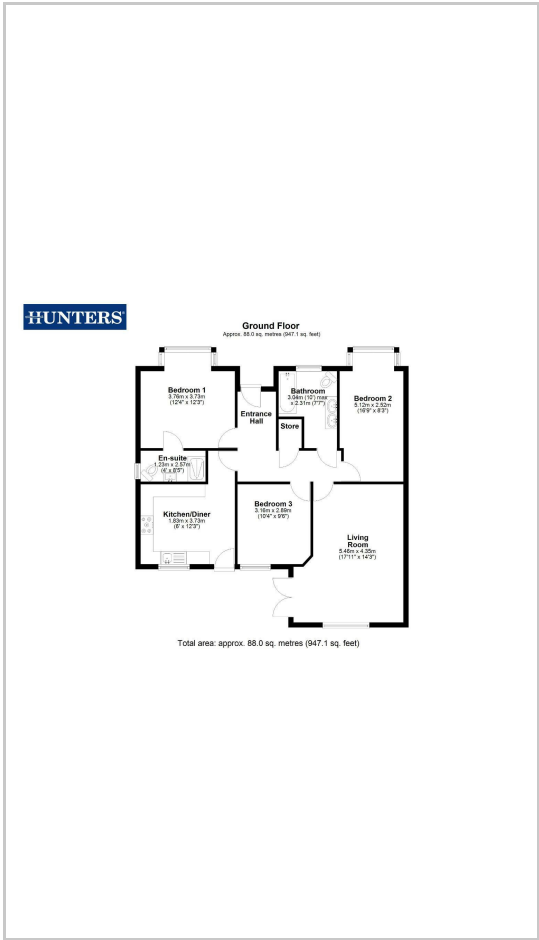 HUNTERS
Ground Floor
Approx. 88.0 sq. metres (947.1 sq. feet)
Bedroom 1
3.76m x 3.73m
(12'4" x 12'3")
Entrance
Hall
Bathroom
3.04m (10') max
x 2.31m (7'7")
Store
Bedroom 2
5.12m x 2.52m
(16'9" x 8'3")
En-suite
1.23m x 2.57m
(4' x 8'5")
Kitchen/Diner
1.83m x 3.73m
(6' x 12'3")
Bedroom 3
3.16m x 2.89m
(10'4" x 9'6")
Living
Room
5.46m x 4.35m
(17'11" x 14'3")
Total area: approx. 88.0 sq. metres (947.1 sq. feet)